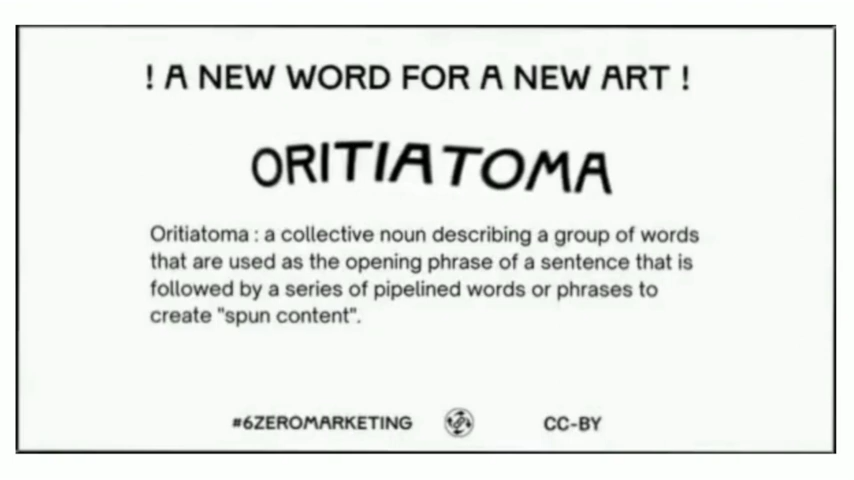 ! A NEW WORD FOR A NEW ART !
ORITIATOMA
Oritiatoma : a collective noun describing a group of words
that are used as the opening phrase of a sentence that is
followed by a series of pipelined words or phrases to
create "spun content".
#6ZEROMARKETING CC-BY